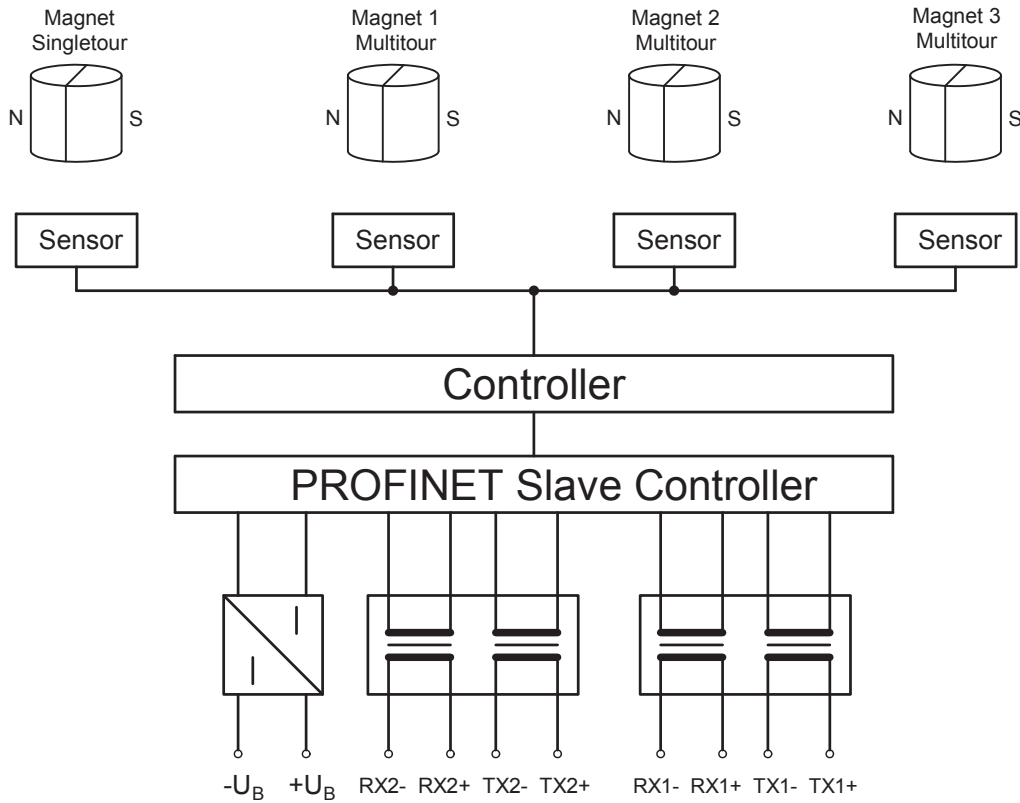 Magnet
Singletour
Magnet 1
Multitour
Magnet 2
Multitour
Magnet 3
Multitour
N S N S N S N S
Sensor Sensor Sensor Sensor
Controller
PROFINET Slave Controller
-UB +UB RX2- RX2+ TX2- TX2+ RX1- RX1+ TX1- TX1+